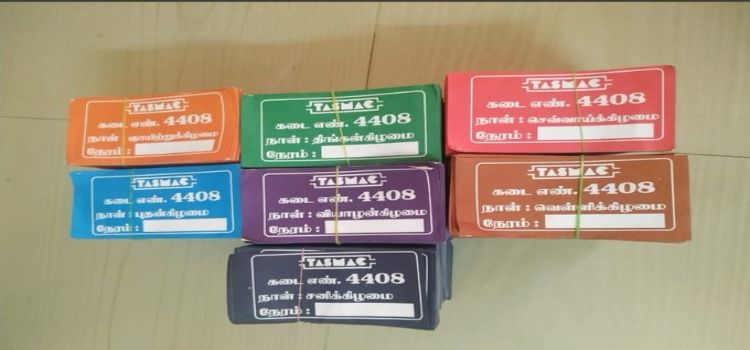 TASMAC
கடை எண். 4408
நாள் : ஞாயிற்றுக்கிழமை
நேரம் :
TASMAC
கடை எண். 4408
நாள் : திங்கள்கிழமை
நேரம் :
TASMAC
கடை எண். 4408
நாள் : செவ்வாய்க்கிழமை
நேரம் :
TASMAC
கடை எண். 4408
நாள் : புதன்கிழமை
நேரம் :
TASMAC
கடை எண். 4408
நாள் : வியாழன்கிழமை
நேரம் :
TASMAC
கடை எண். 4408
நாள் : வெள்ளிக்கிழமை
நேரம் :
TASMAC
கடை எண். 4408
நாள் : சனிக்கிழமை
நேரம் :